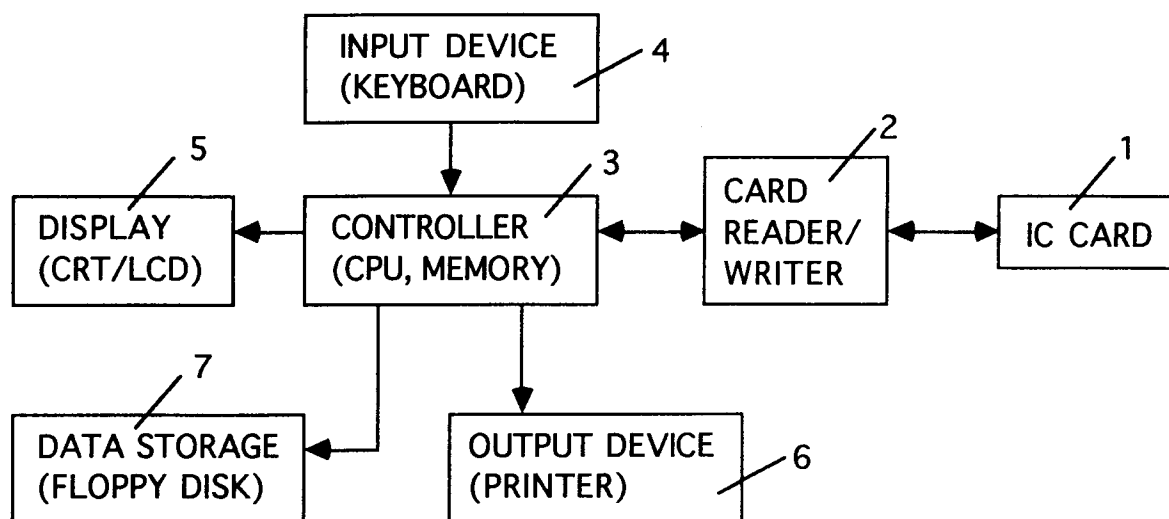 INPUT DEVICE
(KEYBOARD)
4
5
DISPLAY
(CRT/LCD)
3
CONTROLLER
(CPU, MEMORY)
2
CARD
READER/
WRITER
1
IC CARD
7
DATA STORAGE
(FLOPPY DISK)
OUTPUT DEVICE
(PRINTER)
6